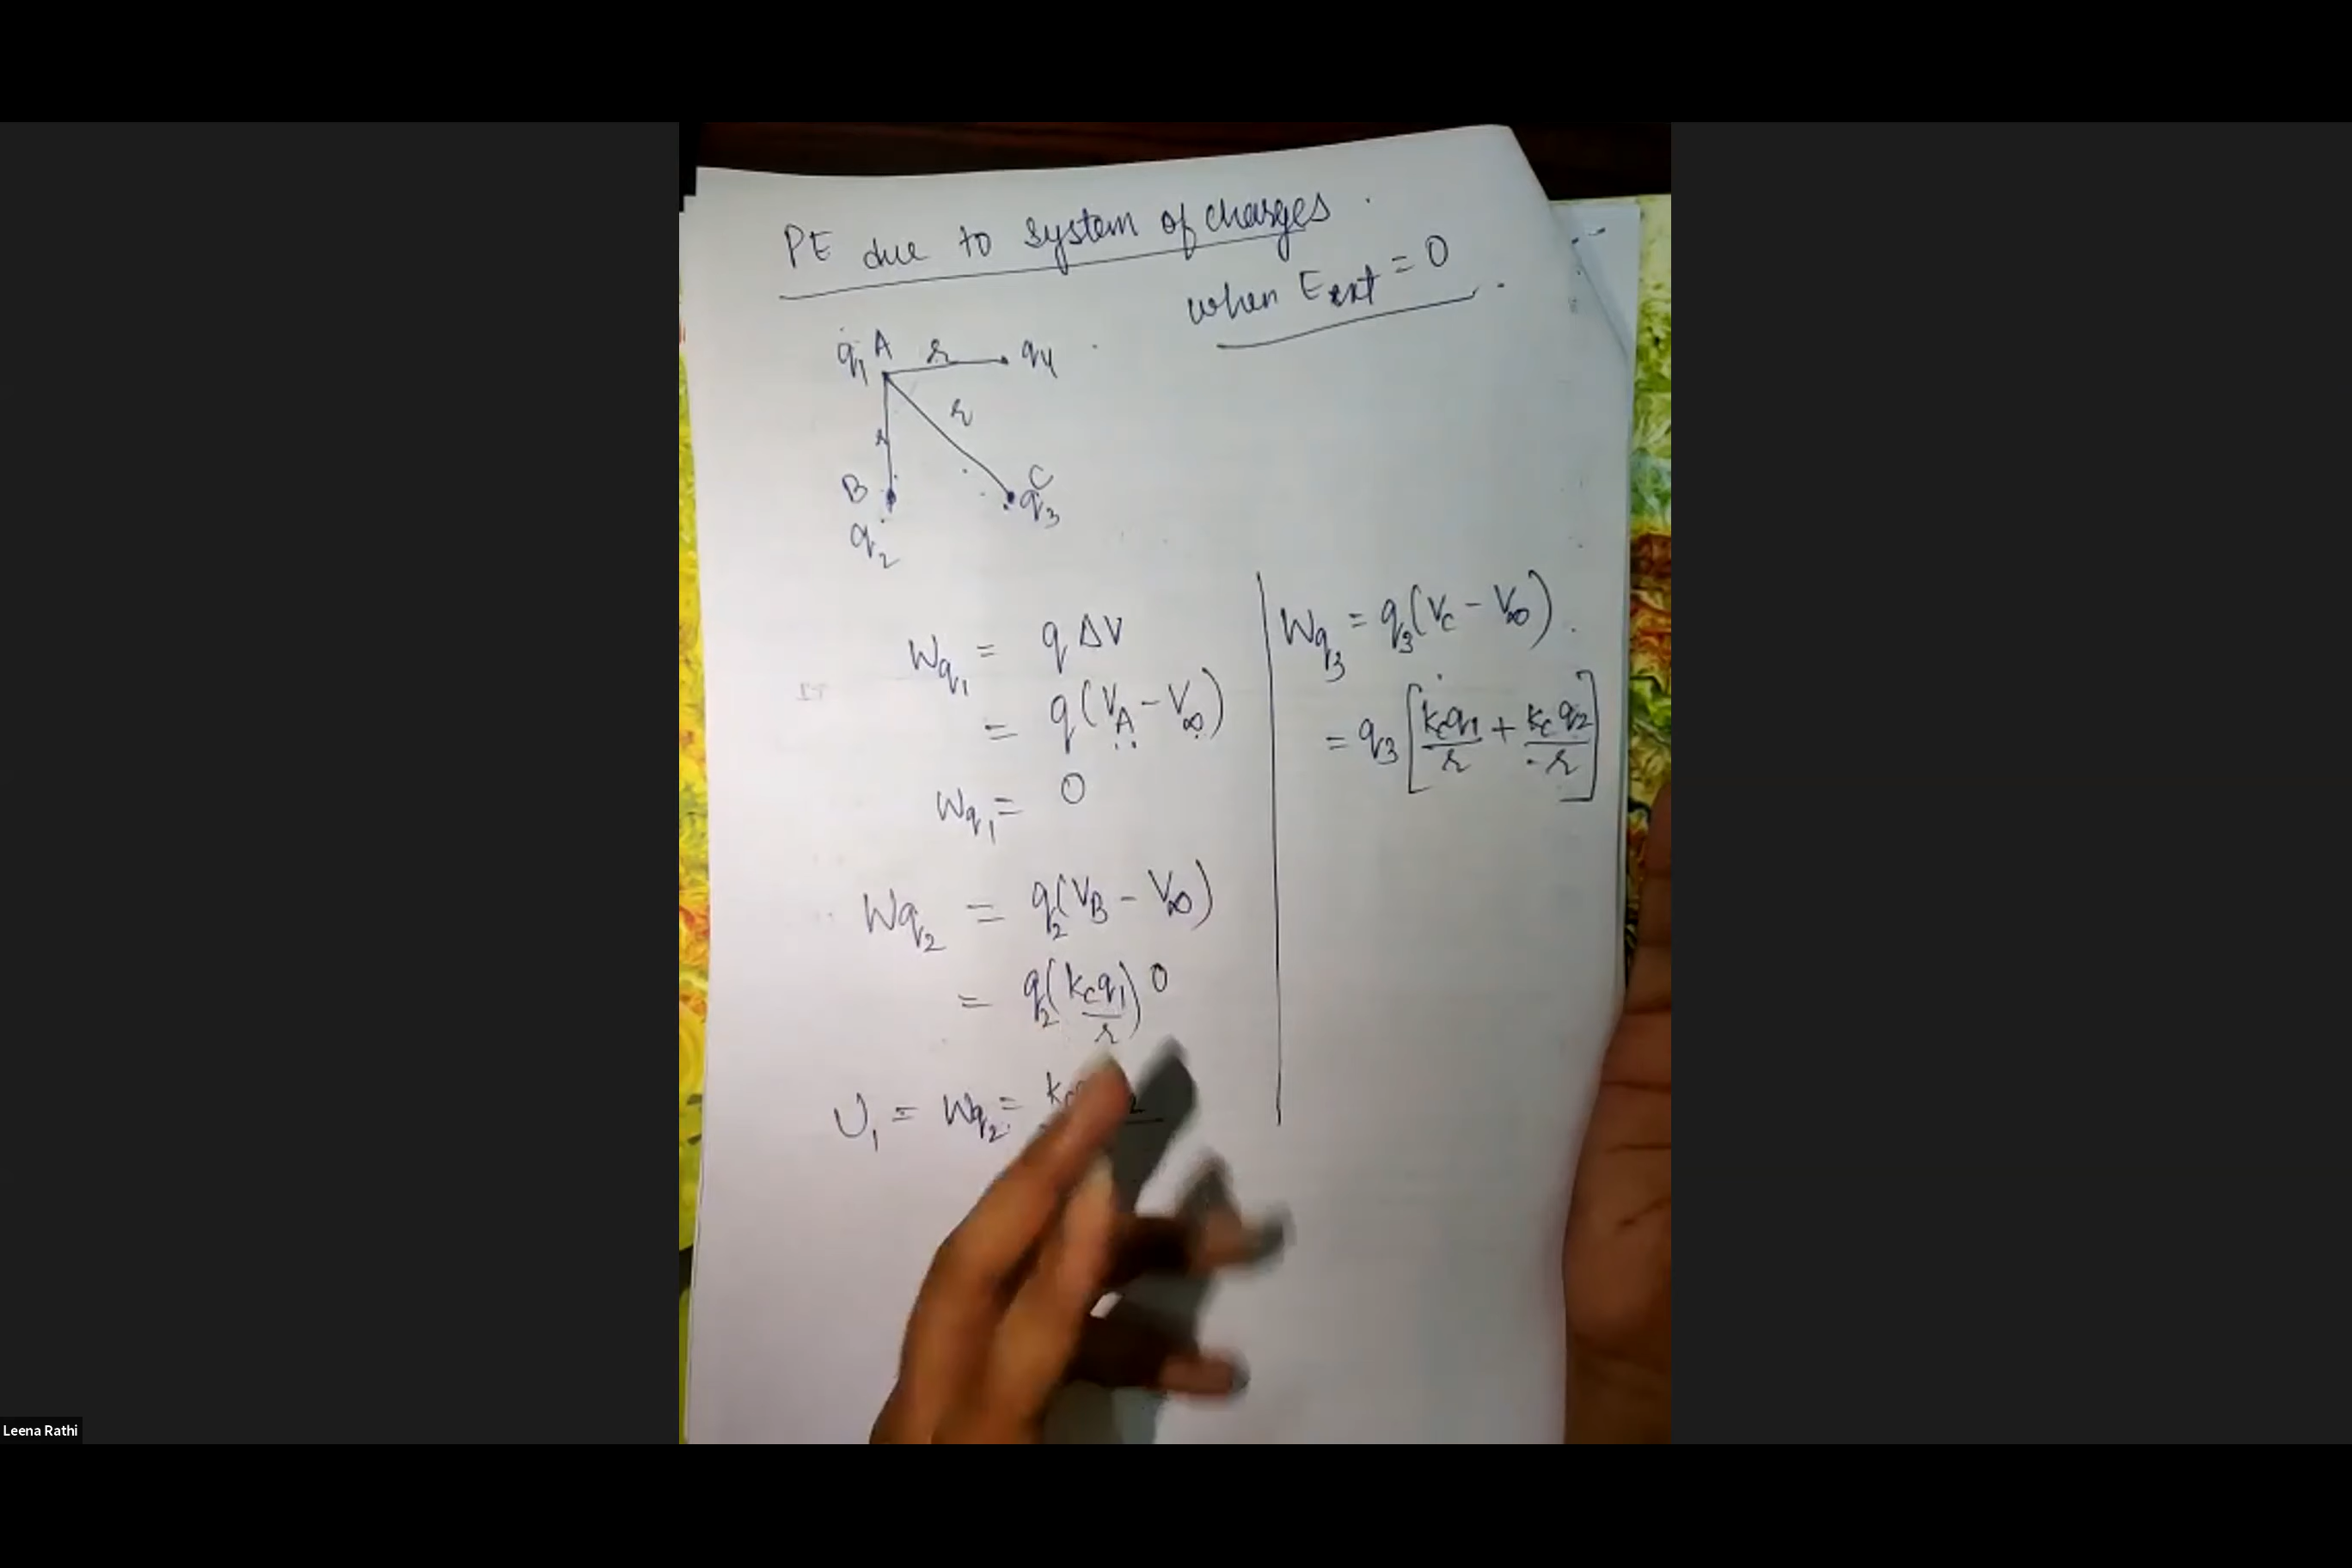 PE due to system of charges.
when Eext = 0
q1 A r q4
r
r
B C
q2 q3
Wq1 = q ΔV
= q(VA - V∞)
Wq1 = 0
Wq2 = q2(VB - V∞)
= q2(kcq1/r) 0
U1 = Wq2 =
Wq3 = q3(Vc - V∞).
= q3[kcq1/r + kcq2/r]
Leena Rathi